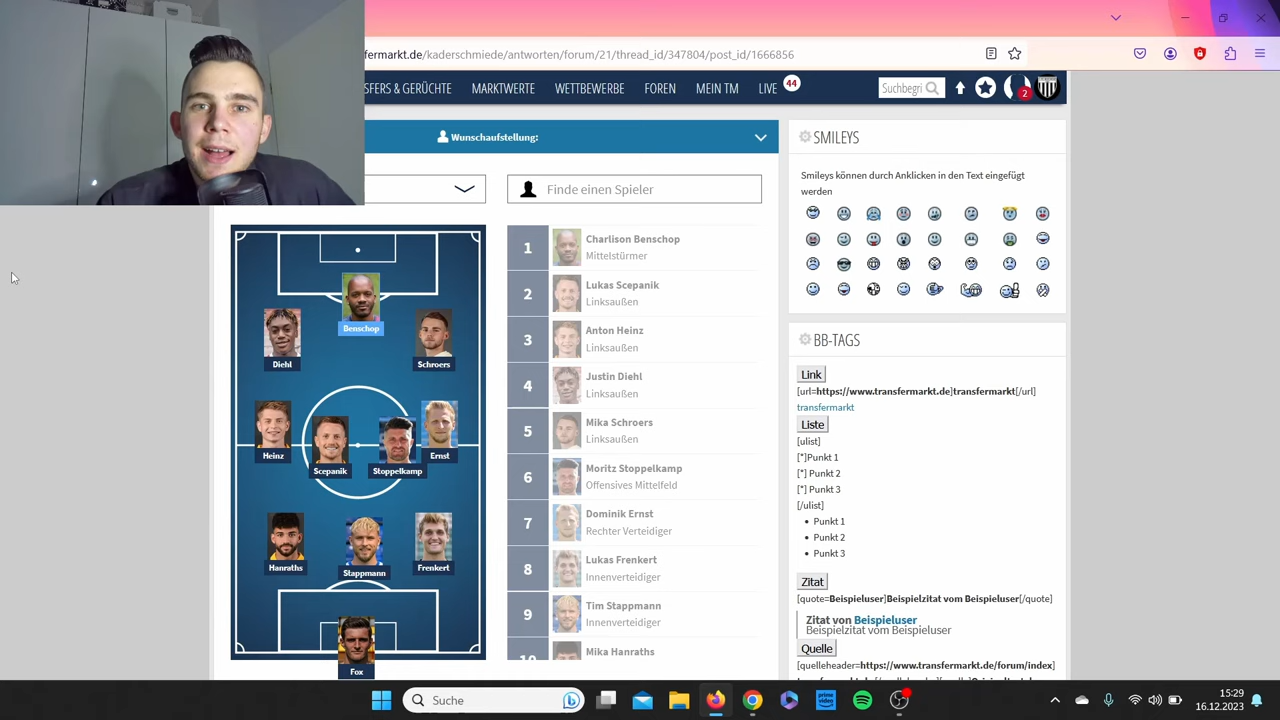 fermarkt.de/kaderschmiede/antworten/forum/21/thread_id/347804/post_id/1666856
SFERS & GERÜCHTE
MARKTWERTE
WETTBEWERBE
FOREN
MEIN TM
LIVE
44
Suchbegri
2
Wunschaufstellung:
Finde einen Spieler
Benschop
Diehl
Schroers
Heinz
Scepanik
Stoppelkamp
Ernst
Hanraths
Stappmann
Frenkert
Fox
1
Charlison Benschop
Mittelstürmer
2
Lukas Scepanik
Linksaußen
3
Anton Heinz
Linksaußen
4
Justin Diehl
Linksaußen
5
Mika Schroers
Linksaußen
6
Moritz Stoppelkamp
Offensives Mittelfeld
7
Dominik Ernst
Rechter Verteidiger
8
Lukas Frenkert
Innenverteidiger
9
Tim Stappmann
Innenverteidiger
10
Mika Hanraths
SMILEYS
Smileys können durch Anklicken in den Text eingefügt
werden
BB-TAGS
Link
[url=https://www.transfermarkt.de]transfermarkt[/url]
transfermarkt
Liste
[ulist]
[*]Punkt 1
[*] Punkt 2
[*] Punkt 3
[/ulist]
• Punkt 1
• Punkt 2
• Punkt 3
Zitat
[quote=Beispieluser]Beispielzitat vom Beispieluser[/quote]
Zitat von Beispieluser
Beispielzitat vom Beispieluser
Quelle
[quelleheader=https://www.transfermarkt.de/forum/index]
Suche
prime video
15:29
16.12.2023